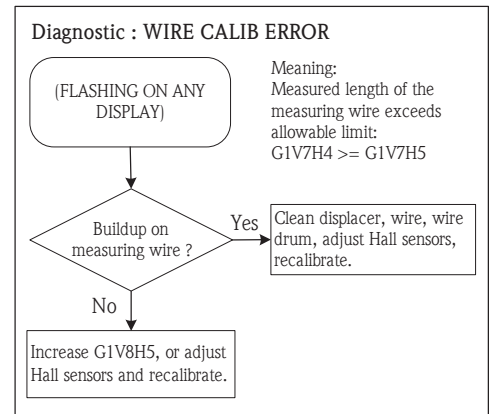 Diagnostic : WIRE CALIB ERROR
(FLASHING ON ANY
DISPLAY)
Meaning:
Measured length of the
measuring wire exceeds
allowable limit:
G1V7H4 >= G1V7H5
Buildup on
measuring wire ?
Yes
Clean displacer, wire, wire
drum, adjust Hall sensors,
recalibrate.
No
Increase G1V8H5, or adjust
Hall sensors and recalibrate.